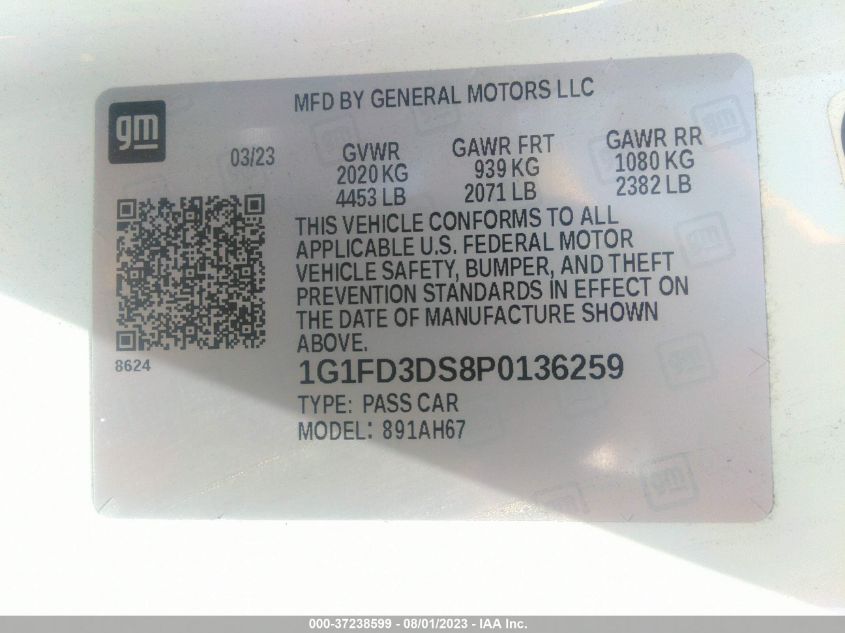 MFD BY GENERAL MOTORS LLC
gm
03/23
GVWR
2020 KG
4453 LB
GAWR FRT
939 KG
2071 LB
GAWR RR
1080 KG
2382 LB
THIS VEHICLE CONFORMS TO ALL
APPLICABLE U.S. FEDERAL MOTOR
VEHICLE SAFETY, BUMPER, AND THEFT
PREVENTION STANDARDS IN EFFECT ON
THE DATE OF MANUFACTURE SHOWN
ABOVE.
8624
1G1FD3DS8P0136259
TYPE: PASS CAR
MODEL: 891AH67
000-37238599 - 08/01/2023 - IAA Inc.